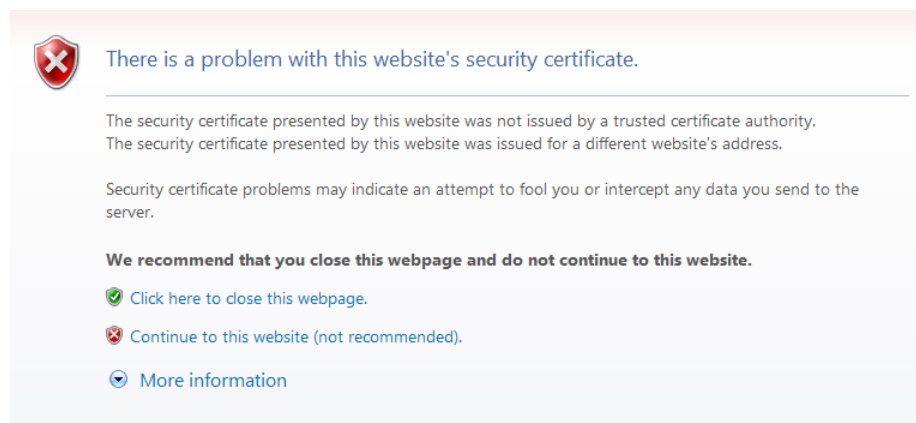 There is a problem with this website's security certificate.
The security certificate presented by this website was not issued by a trusted certificate authority.
The security certificate presented by this website was issued for a different website's address.
Security certificate problems may indicate an attempt to fool you or intercept any data you send to the
server.
We recommend that you close this webpage and do not continue to this website.
Click here to close this webpage.
Continue to this website (not recommended).
More information